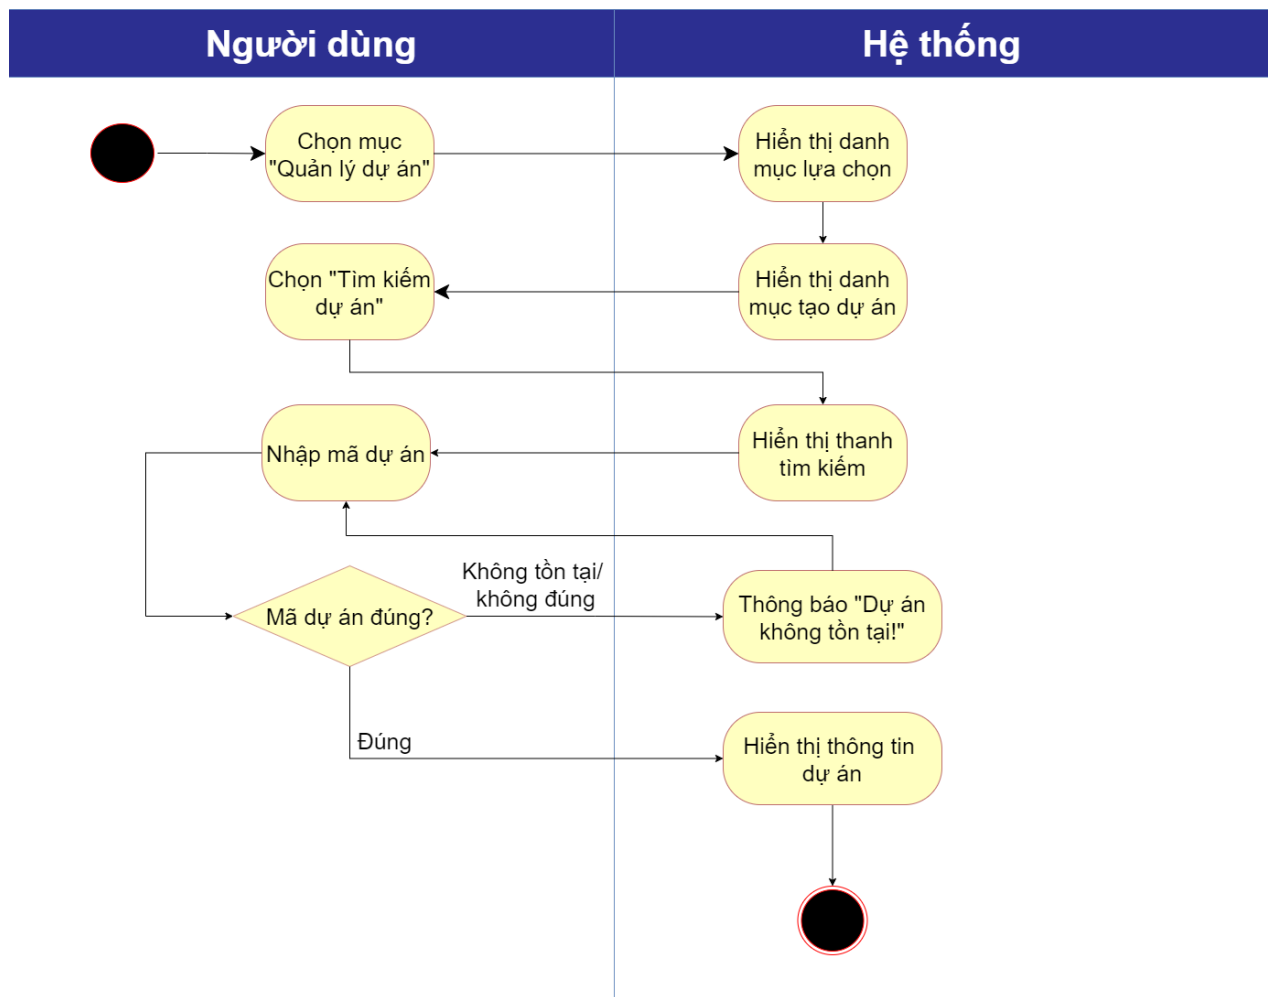 Người dùng
Hệ thống
Chọn mục
"Quản lý dự án"
Hiển thị danh
mục lựa chọn
Chọn "Tìm kiếm
dự án"
Hiển thị danh
mục tạo dự án
Nhập mã dự án
Hiển thị thanh
tìm kiếm
Mã dự án đúng?
Không tồn tại/
không đúng
Thông báo "Dự án
không tồn tại!"
Đúng
Hiển thị thông tin
dự án